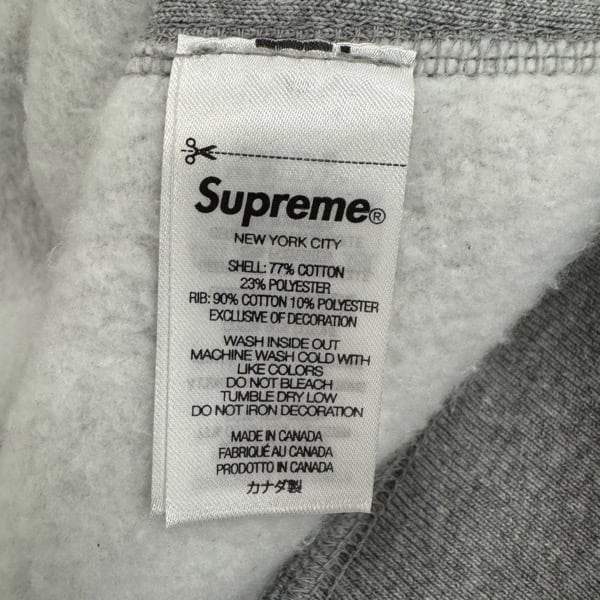 Supreme®
NEW YORK CITY
SHELL: 77% COTTON
23% POLYESTER
RIB: 90% COTTON 10% POLYESTER
EXCLUSIVE OF DECORATION
WASH INSIDE OUT
MACHINE WASH COLD WITH
LIKE COLORS
DO NOT BLEACH
TUMBLE DRY LOW
DO NOT IRON DECORATION
MADE IN CANADA
FABRIQUÉ AU CANADA
PRODOTTO IN CANADA
カナダ製